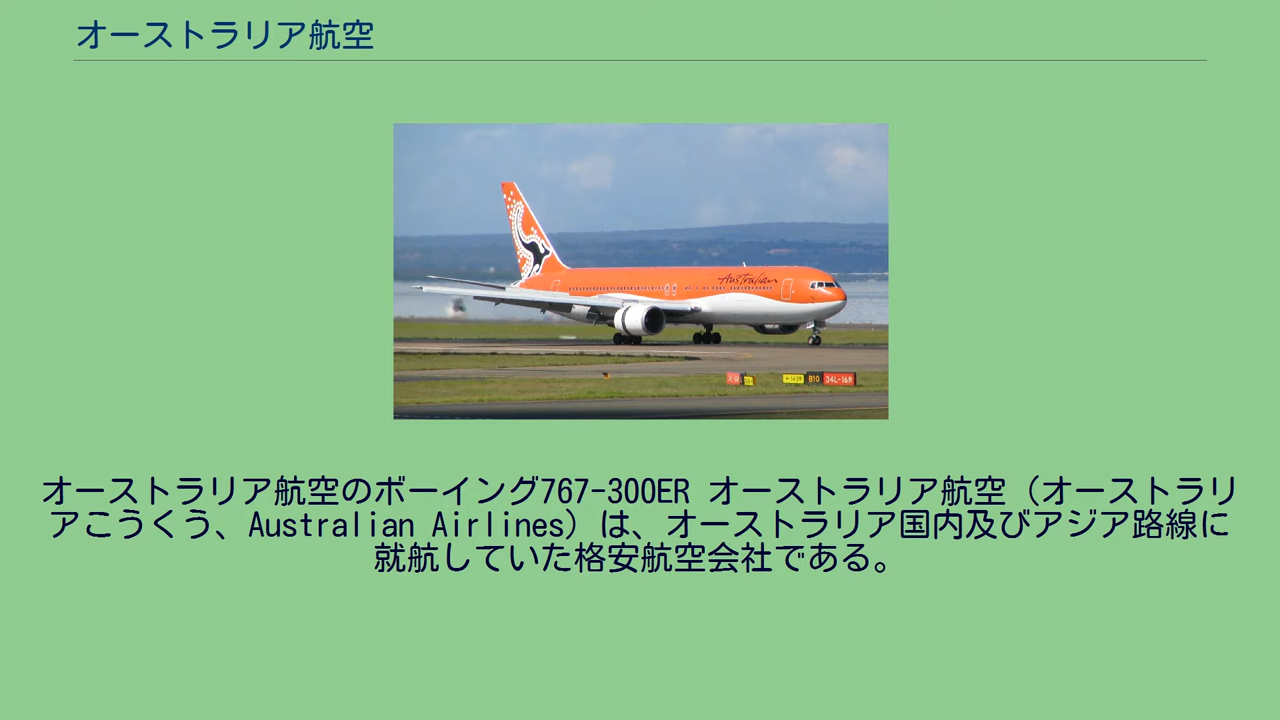 オーストラリア航空
Australian
B10
34L-16R
オーストラリア航空のボーイング767-300ER オーストラリア航空（オーストラリ
アこうくう、Australian Airlines）は、オーストラリア国内及びアジア路線に
就航していた格安航空会社である。